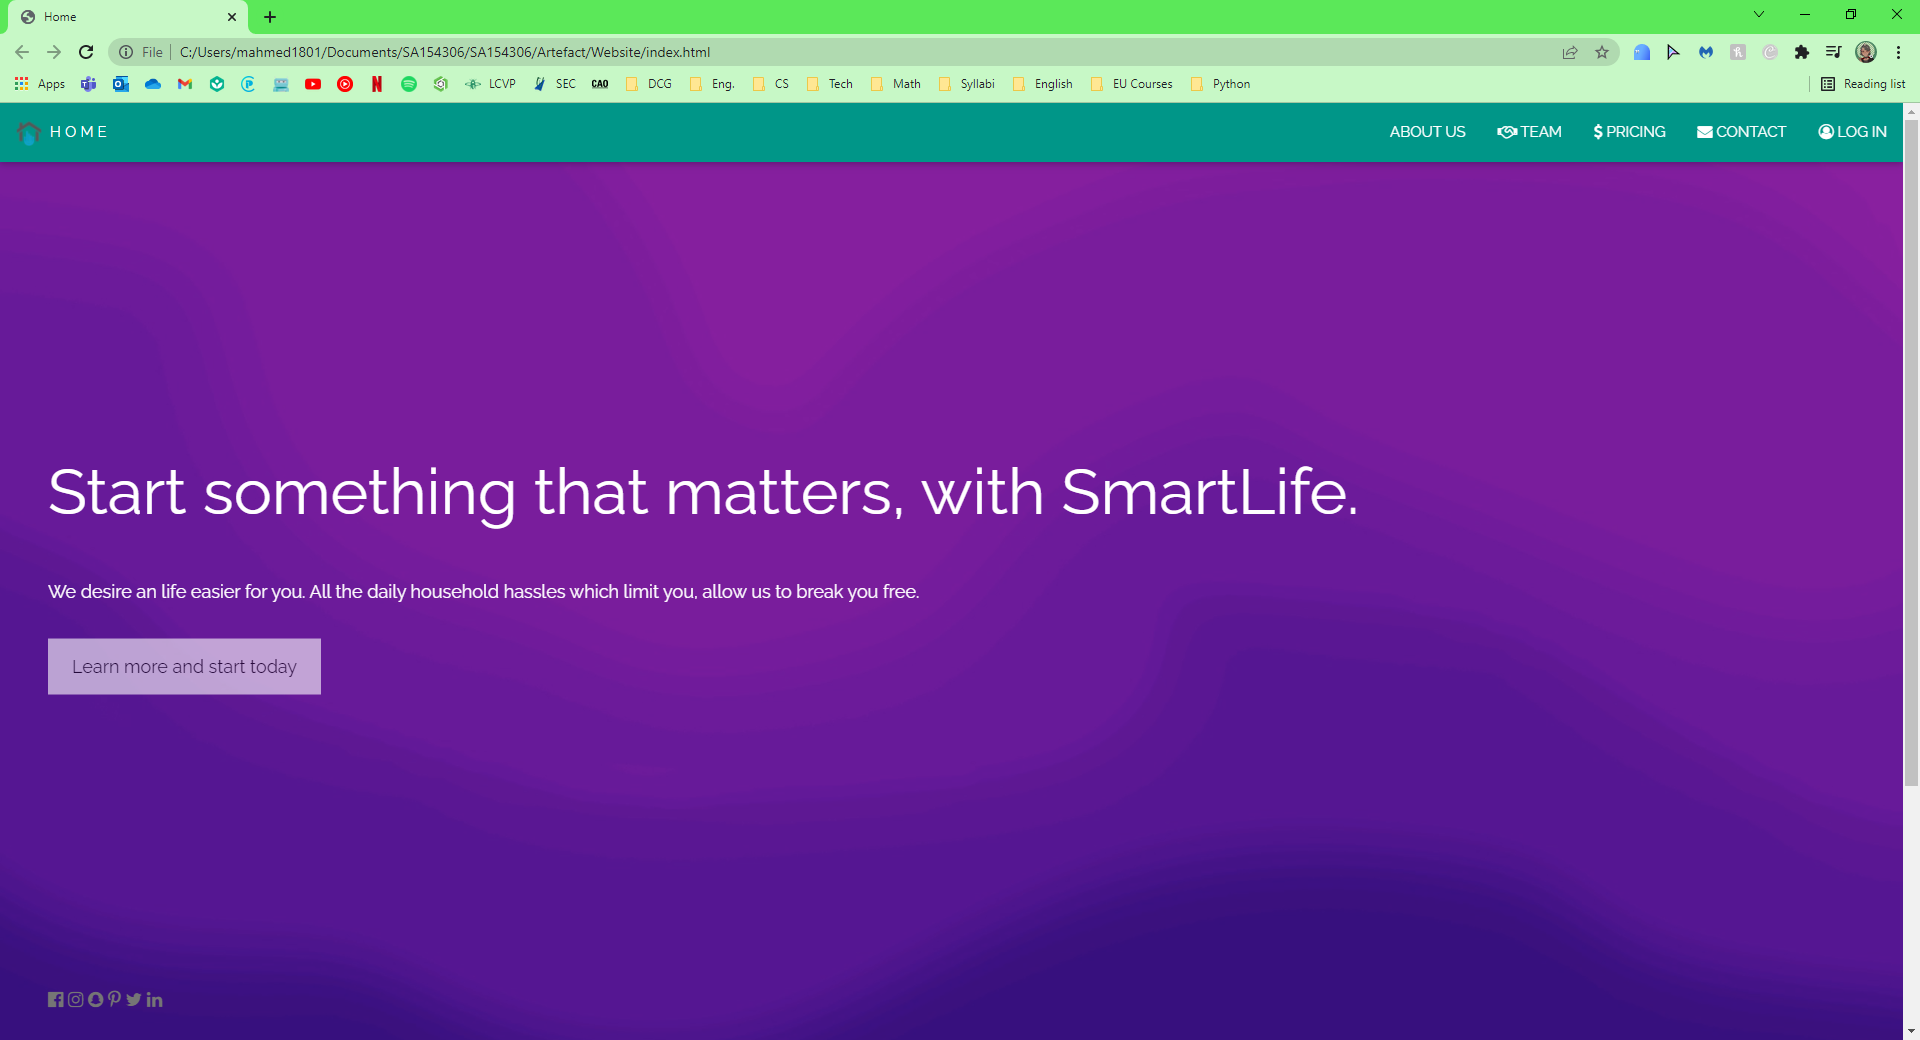 Home
File C:/Users/mahmed1801/Documents/SA154306/SA154306/Artefact/Website/index.html
Apps LCVP SEC CAO DCG Eng. CS Tech Math Syllabi English EU Courses Python Reading list
HOME ABOUT US TEAM $ PRICING CONTACT LOG IN
Start something that matters, with SmartLife.
We desire an life easier for you. All the daily household hassles which limit you, allow us to break you free.
Learn more and start today